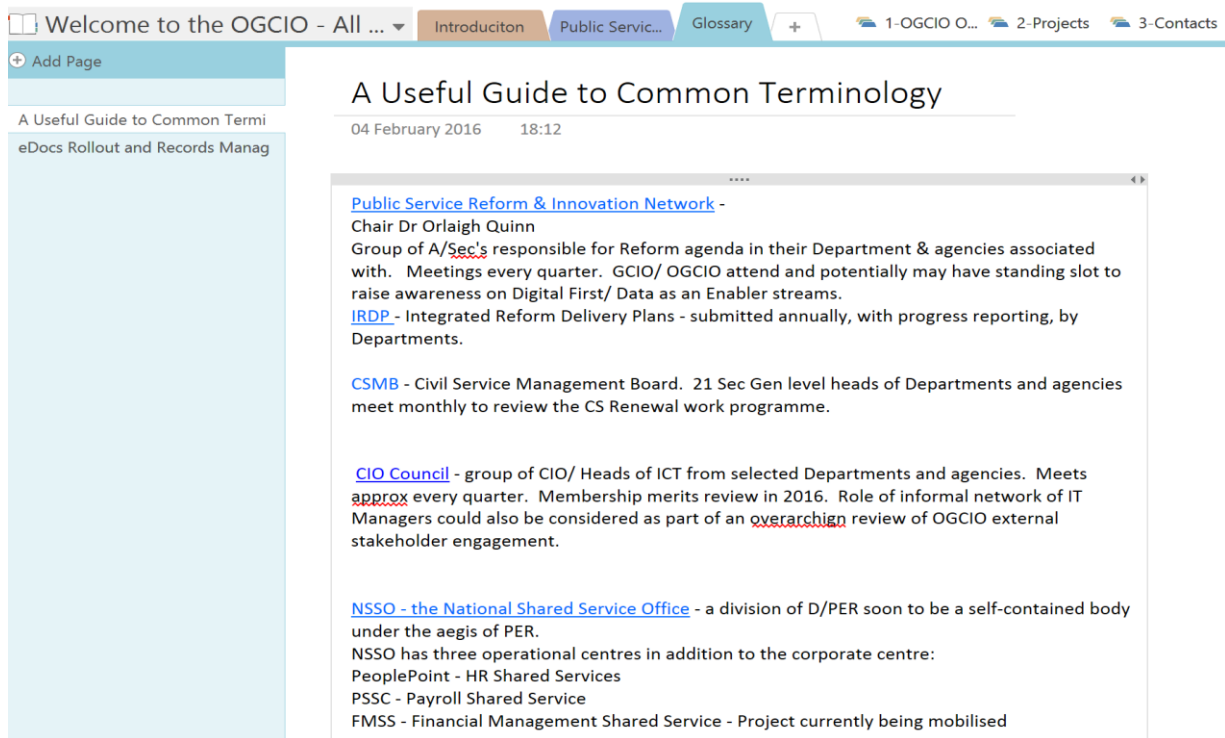 Welcome to the OGCIO - All ... Introduciton Public Servic... Glossary + 1-OGCIO O... 2-Projects 3-Contacts
Add Page
A Useful Guide to Common Termi
eDocs Rollout and Records Manag
A Useful Guide to Common Terminology
04 February 2016 18:12
Public Service Reform & Innovation Network -
Chair Dr Orlaigh Quinn
Group of A/Sec's responsible for Reform agenda in their Department & agencies associated
with. Meetings every quarter. GCIO/ OGCIO attend and potentially may have standing slot to
raise awareness on Digital First/ Data as an Enabler streams.
IRDP - Integrated Reform Delivery Plans - submitted annually, with progress reporting, by
Departments.
CSMB - Civil Service Management Board. 21 Sec Gen level heads of Departments and agencies
meet monthly to review the CS Renewal work programme.
CIO Council - group of CIO/ Heads of ICT from selected Departments and agencies. Meets
approx every quarter. Membership merits review in 2016. Role of informal network of IT
Managers could also be considered as part of an overarchign review of OGCIO external
stakeholder engagement.
NSSO - the National Shared Service Office - a division of D/PER soon to be a self-contained body
under the aegis of PER.
NSSO has three operational centres in addition to the corporate centre:
PeoplePoint - HR Shared Services
PSSC - Payroll Shared Service
FMSS - Financial Management Shared Service - Project currently being mobilised